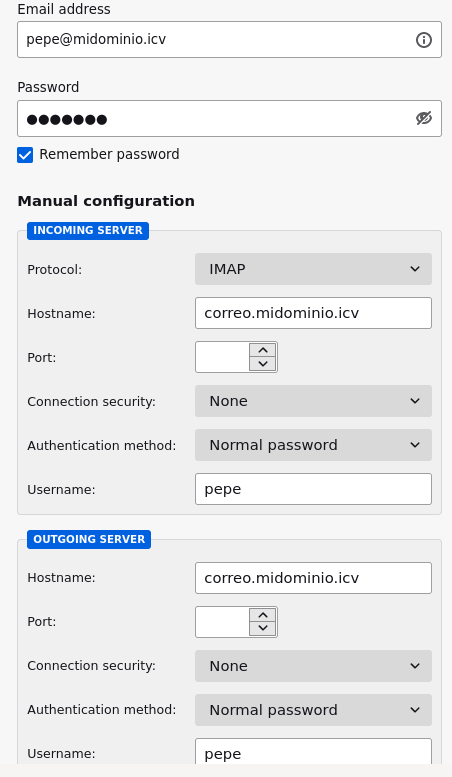 Email address
pepe@midominio.icv
Password
●●●●●●●
Remember password
Manual configuration
INCOMING SERVER
Protocol: IMAP
Hostname: correo.midominio.icv
Port:
Connection security: None
Authentication method: Normal password
Username: pepe
OUTGOING SERVER
Hostname: correo.midominio.icv
Port:
Connection security: None
Authentication method: Normal password
Username: pepe